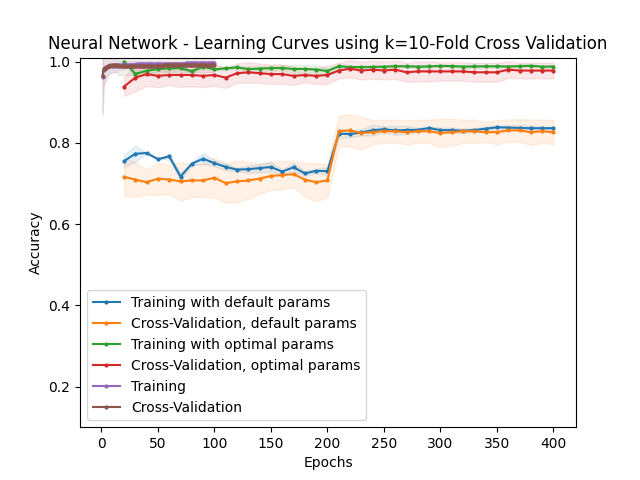 Neural Network - Learning Curves using k=10-Fold Cross Validation
1.0
0.8
0.6
0.4
0.2
Accuracy
Training with default params
Cross-Validation, default params
Training with optimal params
Cross-Validation, optimal params
Training
Cross-Validation
0 50 100 150 200 250 300 350 400
Epochs